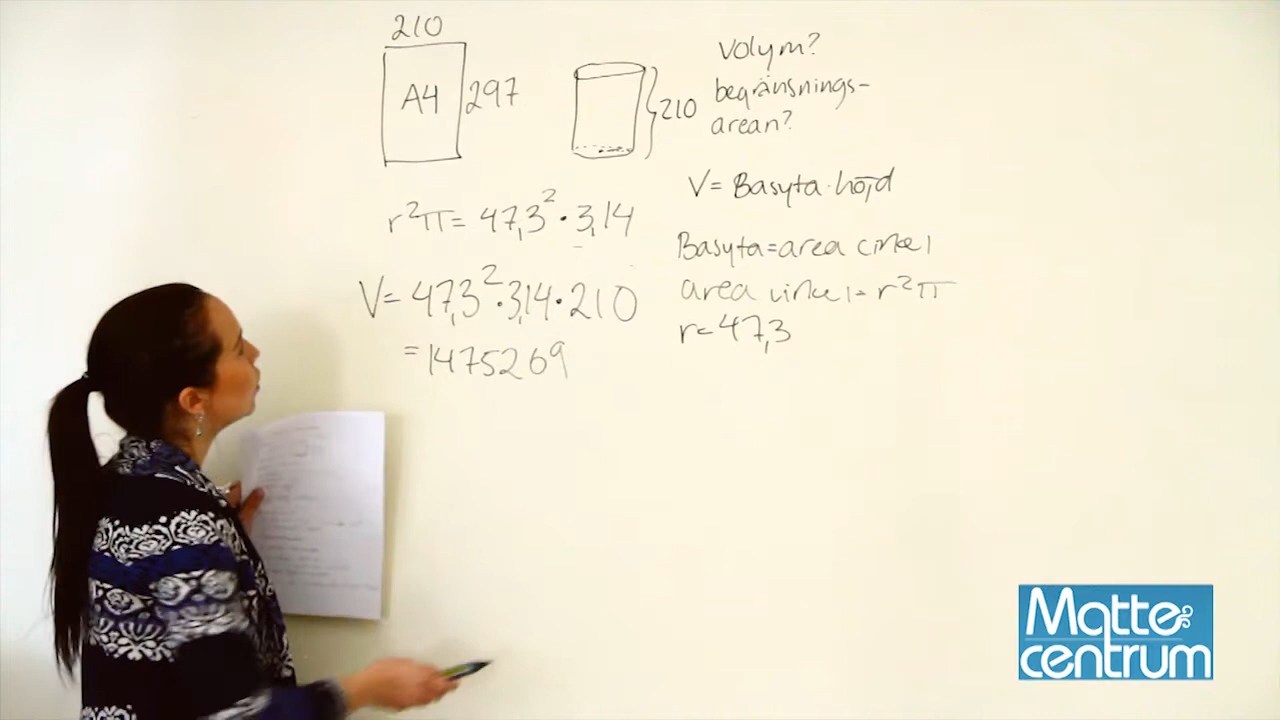 210
A4
297
210
volym?
begränsnings-
arean?
V= Basyta · höjd
r²π= 47,3² · 3,14
Basyta=area cirkel
area cirkel= r²π
r= 47,3
V= 47,3² · 3,14 · 210
= 1475269
Matte
centrum